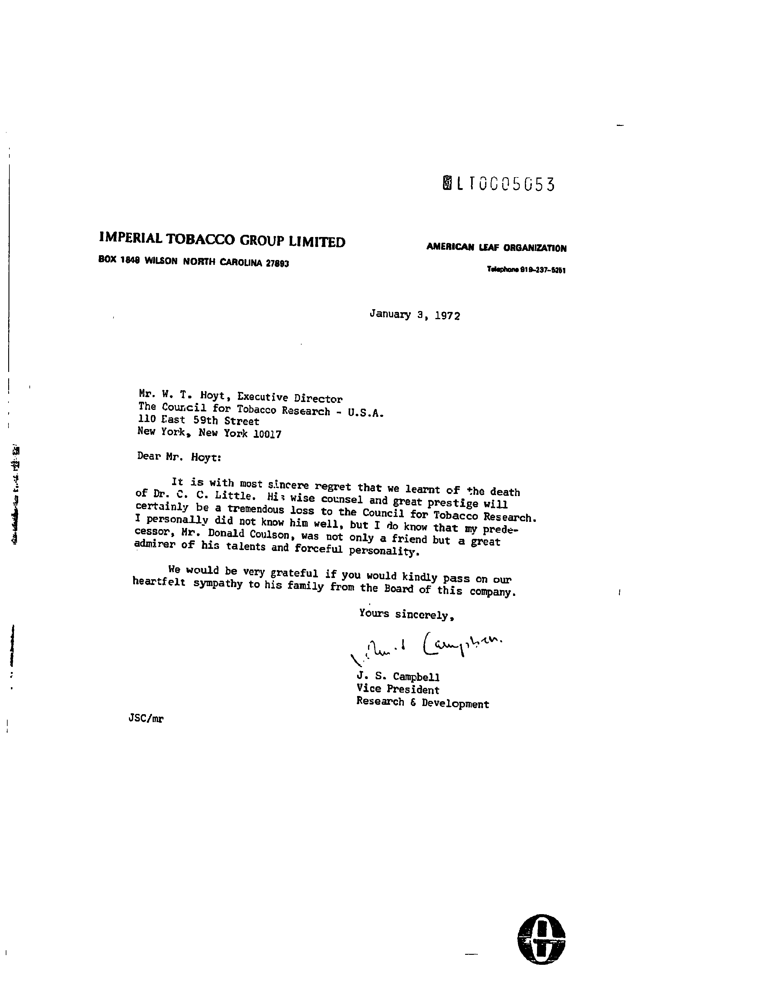 LT0005053
IMPERIAL TOBACCO GROUP LIMITED
AMERICAN LEAF ORGANIZATION
BOX 1848 WILSON NORTH CAROLINA 27893
Telephone 919-237-5251
January 3, 1972
Mr. W. T. Hoyt, Executive Director
The Council for Tobacco Research - U.S.A.
110 East 59th Street
New York, New York 10017
Dear Mr. Hoyt:
It is with most sincere regret that we learnt of the death
of Dr. C. C. Little. His wise counsel and great prestige will
certainly be a tremendous loss to the Council for Tobacco Research.
I personally did not know him well, but I do know that my prede-
cessor, Mr. Donald Coulson, was not only a friend but a great
admirer of his talents and forceful personality.
We would be very grateful if you would kindly pass on our
heartfelt sympathy to his family from the Board of this company.
Yours sincerely,
Campbell
J. S. Campbell
Vice President
Research & Development
JSC/mr